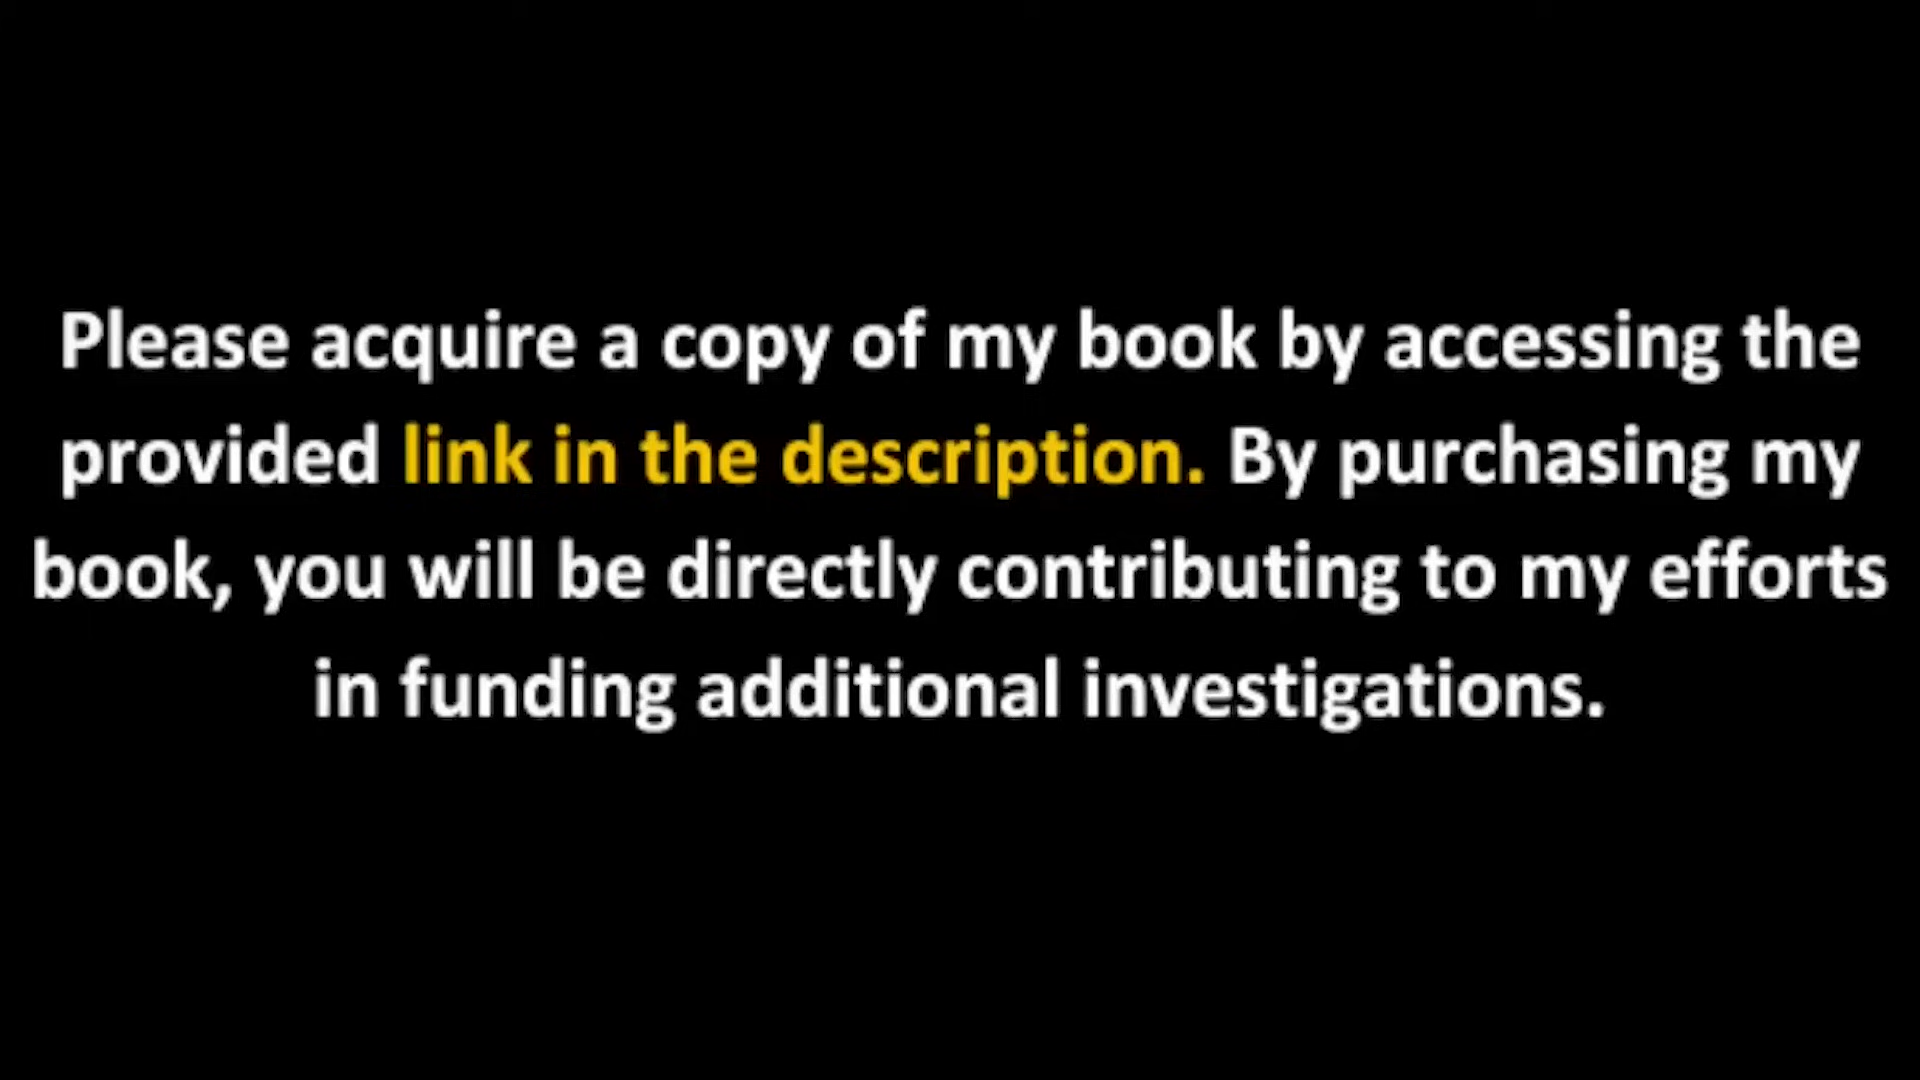 Please acquire a copy of my book by accessing the
provided link in the description. By purchasing my
book, you will be directly contributing to my efforts
in funding additional investigations.